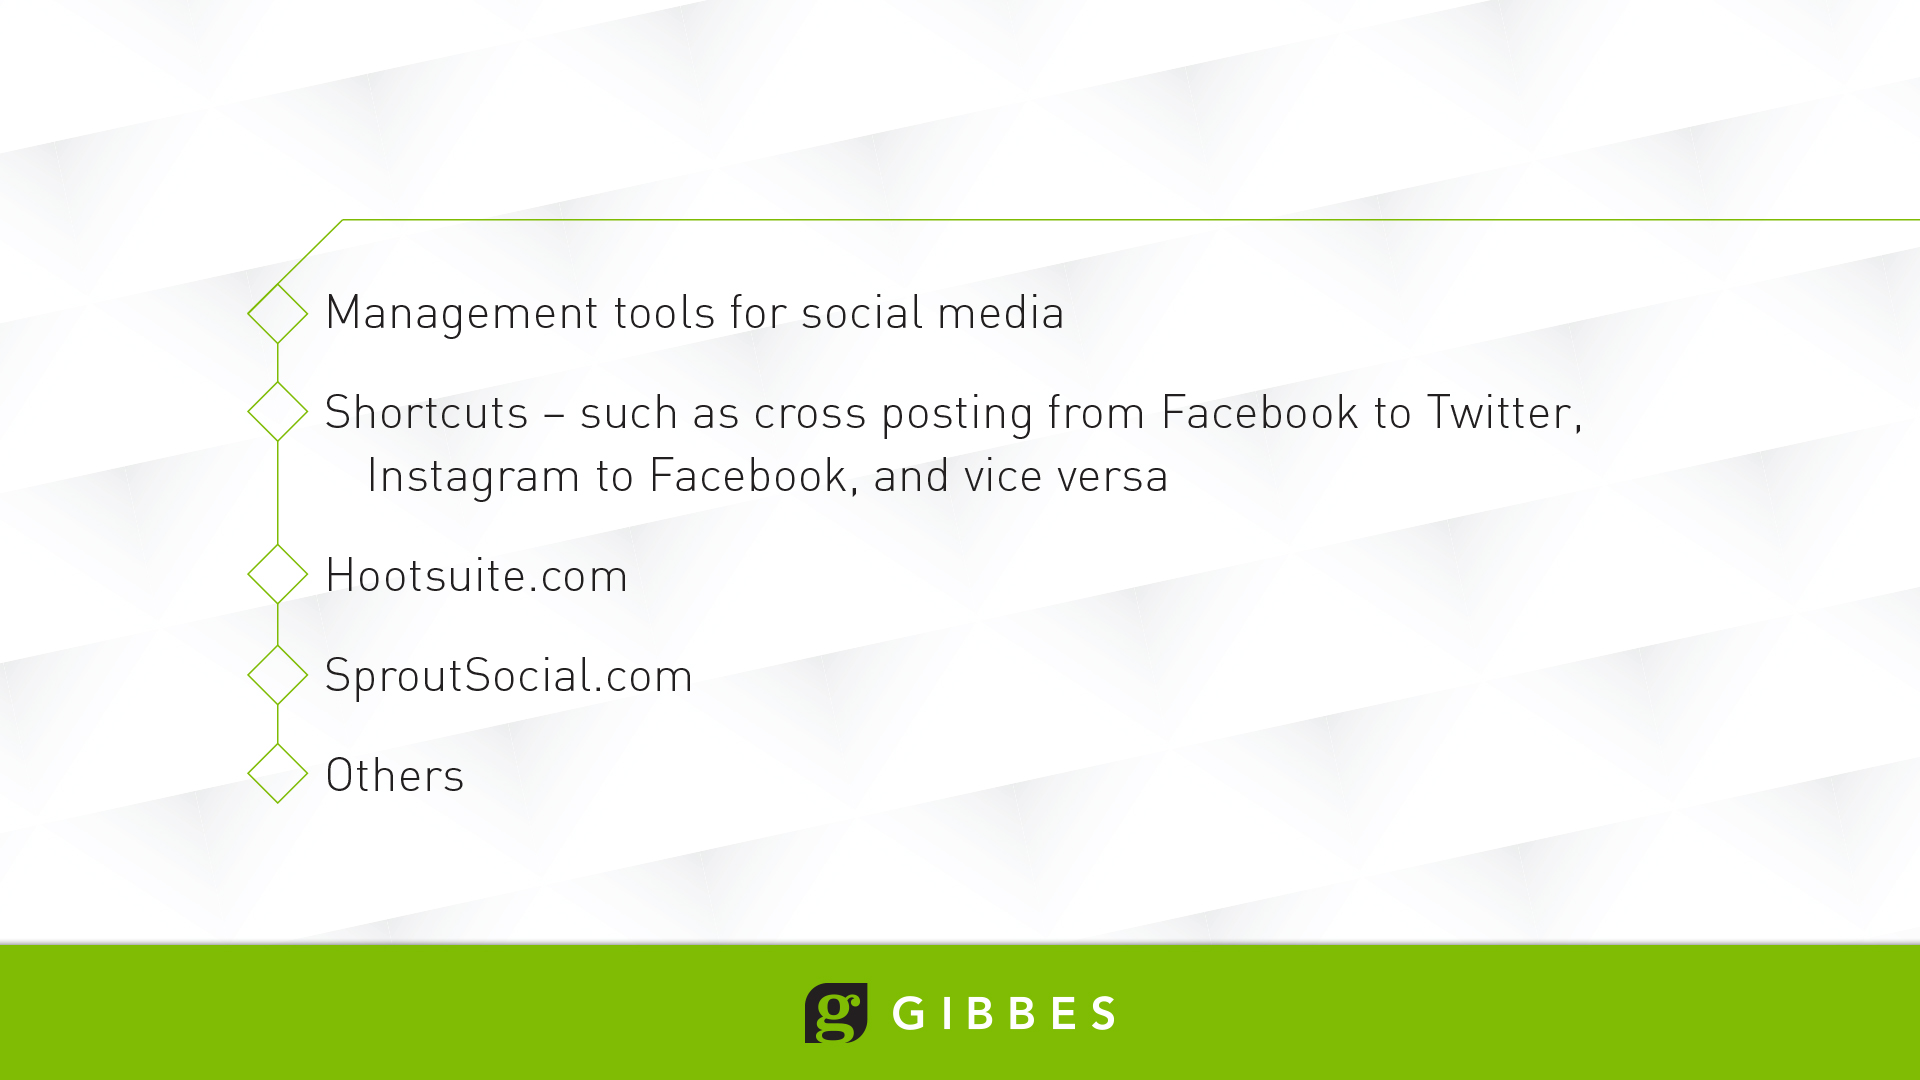 Management tools for social media
Shortcuts – such as cross posting from Facebook to Twitter,
Instagram to Facebook, and vice versa
Hootsuite.com
SproutSocial.com
Others
g GIBBES